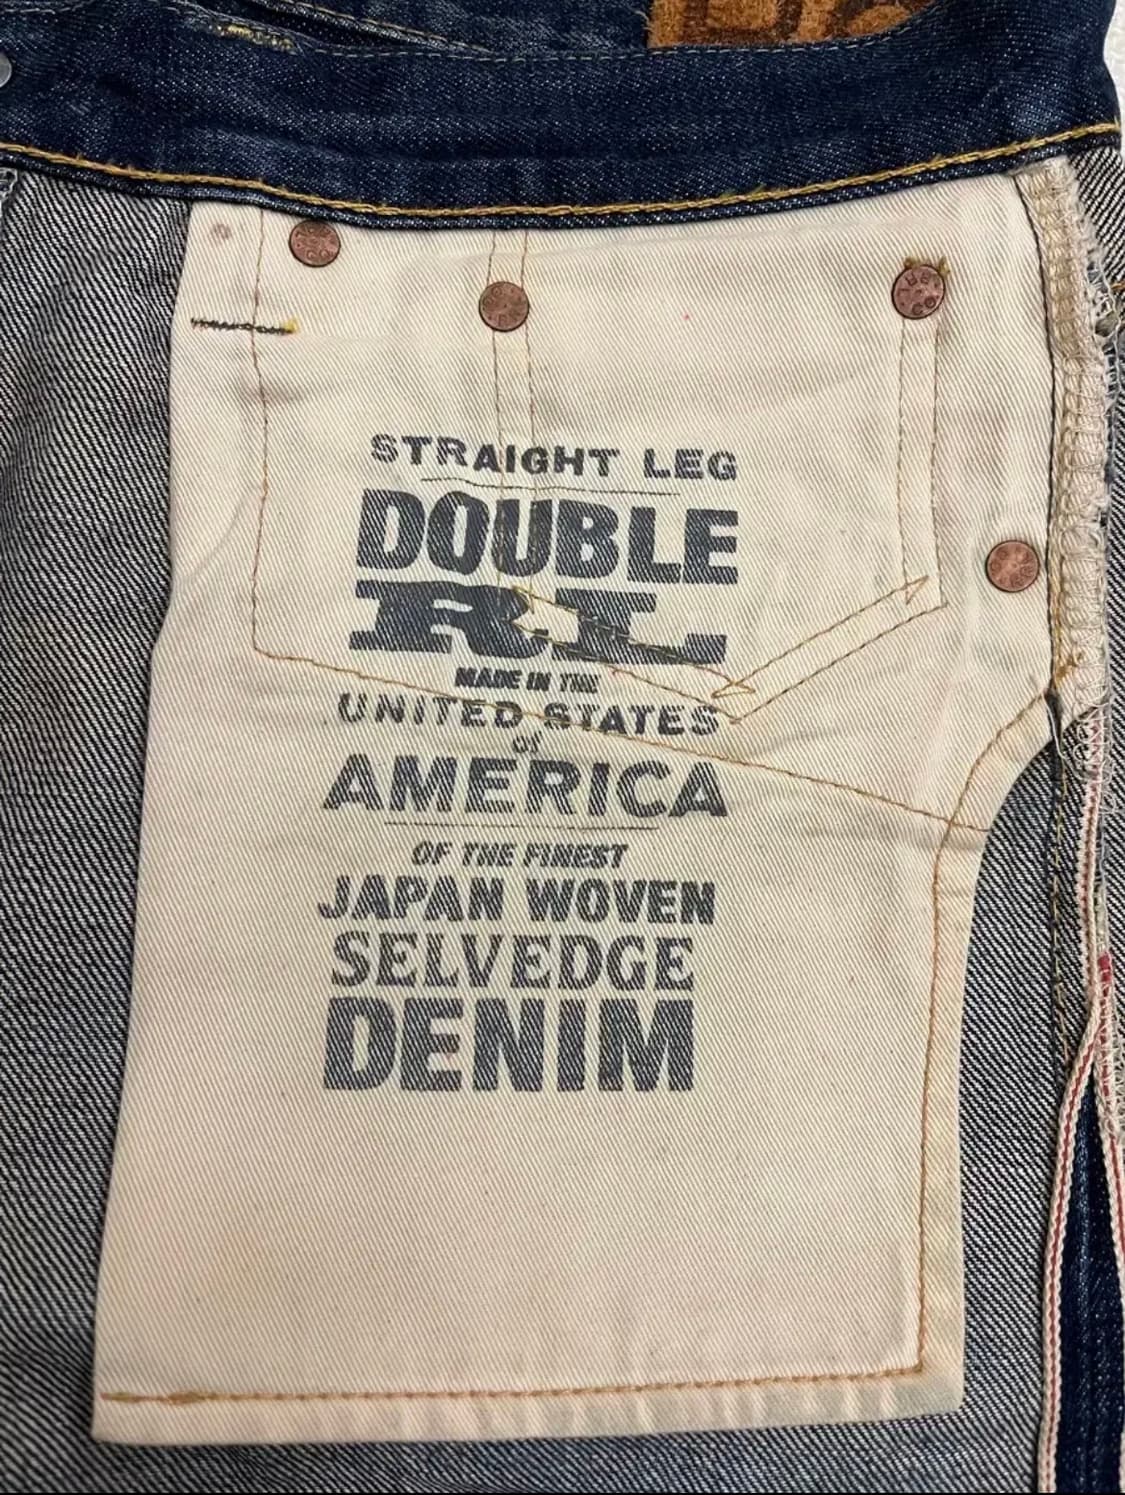 STRAIGHT LEG
DOUBLE
RL
MADE IN THE
UNITED STATES
of
AMERICA
OF THE FINEST
JAPAN WOVEN
SELVEDGE
DENIM